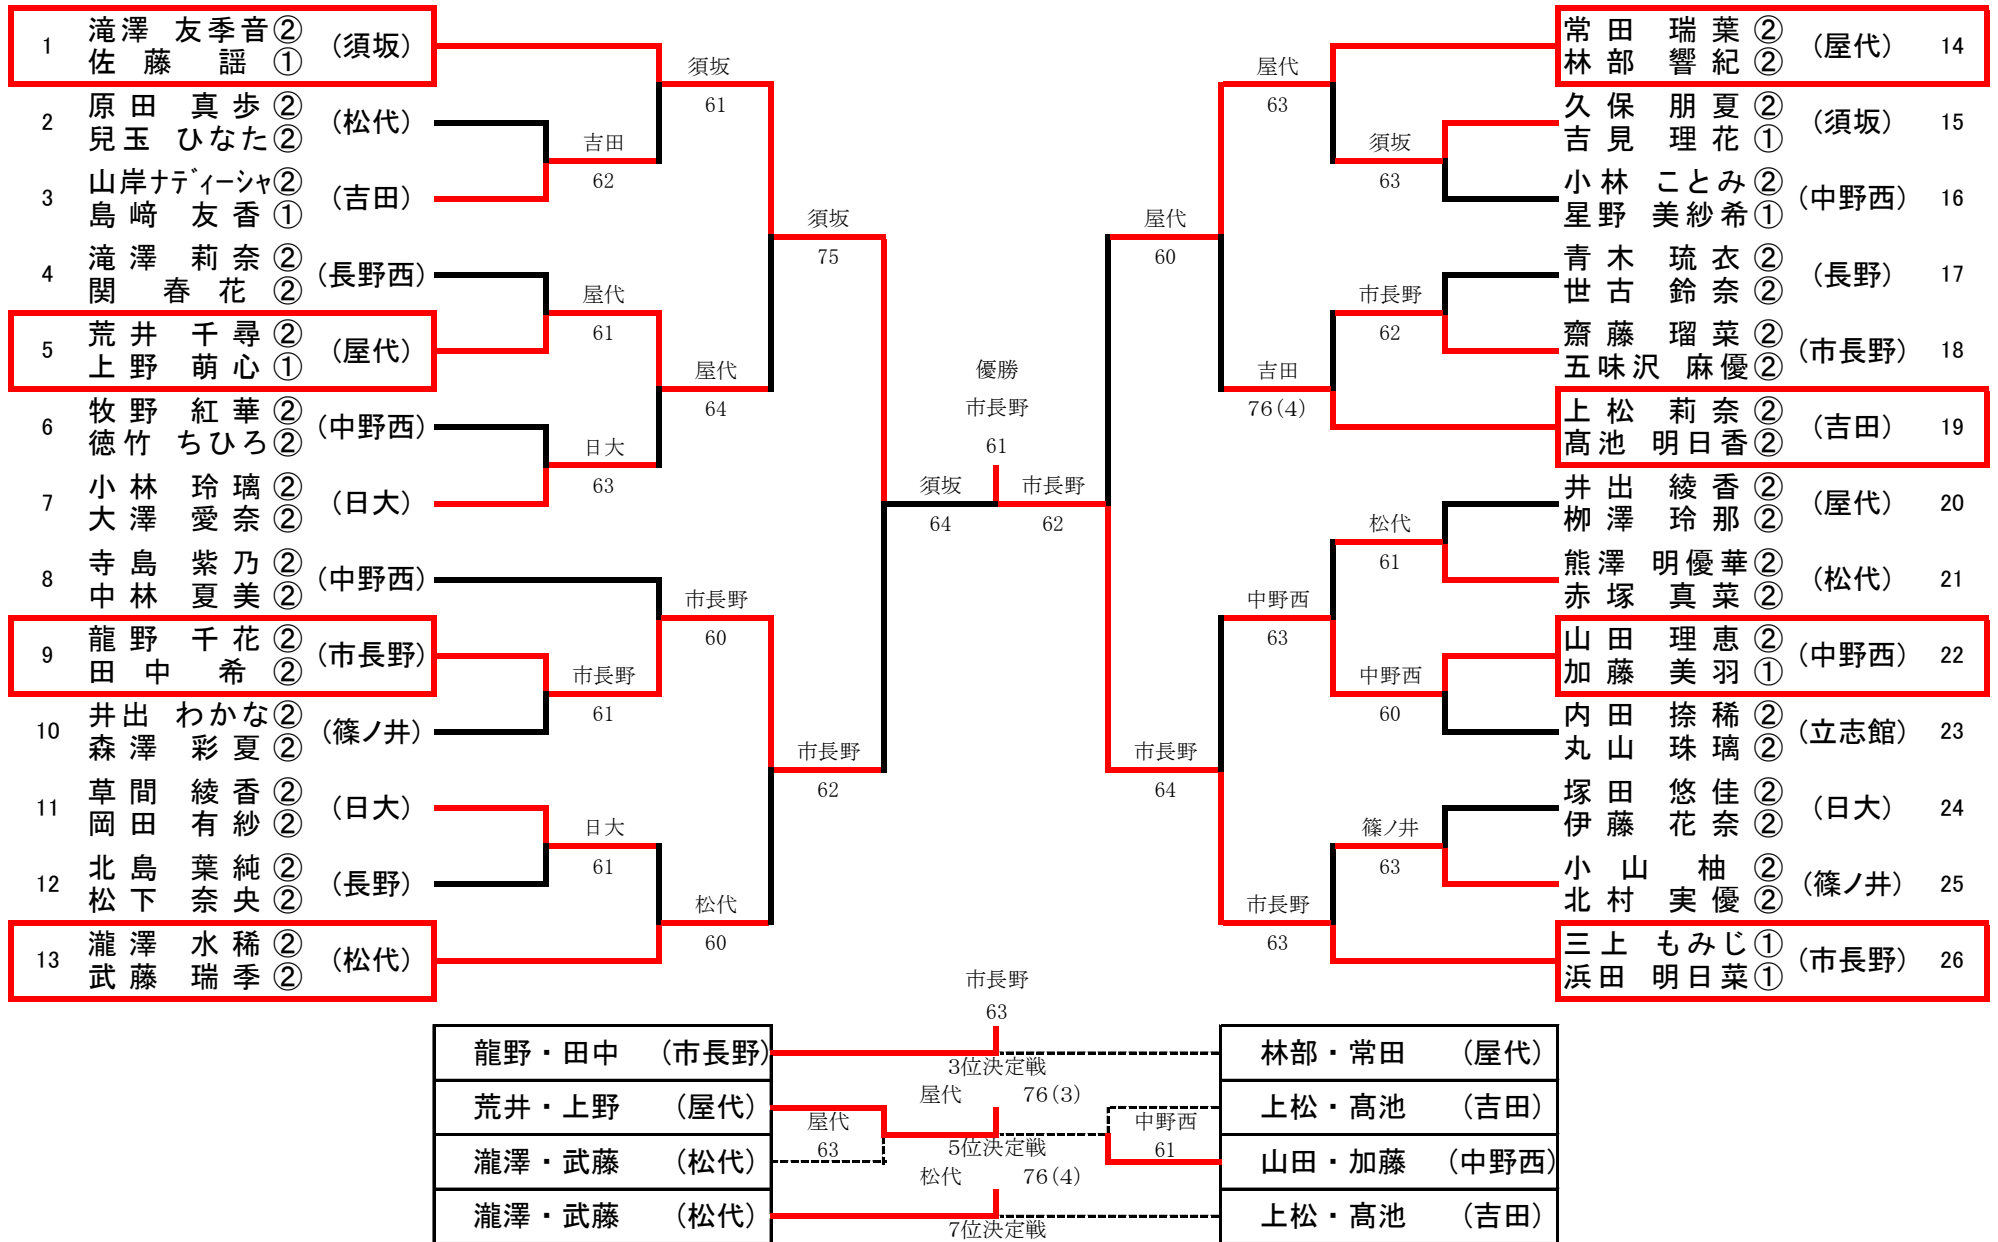 1 滝澤 友季音② (須坂)
佐藤 謡①
2 原田 真歩② (松代)
兒玉 ひなた②
3 山岸ナディーシャ② (吉田)
島﨑 友香①
4 滝澤 莉奈② (長野西)
関 春花②
5 荒井 千尋② (屋代)
上野 萌心①
6 牧野 紅華② (中野西)
徳竹 ちひろ②
7 小林 玲璃② (日大)
大澤 愛奈②
8 寺島 紫乃② (中野西)
中林 夏美②
9 龍野 千花② (市長野)
田中 希②
10 井出 わかな② (篠ノ井)
森澤 彩夏②
11 草間 綾香② (日大)
岡田 有紗②
12 北島 葉純② (長野)
松下 奈央②
13 瀧澤 水稀② (松代)
武藤 瑞季②
吉田
62
屋代
61
日大
63
市長野
61
日大
61
須坂
61
屋代
64
市長野
60
松代
60
須坂
75
市長野
62
須坂
64
優勝
市長野
61
市長野
62
屋代
60
市長野
64
屋代
63
吉田
76(4)
中野西
63
市長野
63
須坂
63
市長野
62
松代
61
中野西
60
篠ノ井
63
常田 瑞葉② (屋代) 14
林部 響紀②
久保 朋夏② (須坂) 15
吉見 理花①
小林 ことみ② (中野西) 16
星野 美紗希①
青木 琉衣② (長野) 17
世古 鈴奈②
齋藤 瑠菜② (市長野) 18
五味沢 麻優②
上松 莉奈② (吉田) 19
髙池 明日香②
井出 綾香② (屋代) 20
栁澤 玲那②
熊澤 明優華② (松代) 21
赤塚 真菜②
山田 理恵② (中野西) 22
加藤 美羽①
内田 捺稀② (立志館) 23
丸山 珠璃②
塚田 悠佳② (日大) 24
伊藤 花奈②
小山 柚② (篠ノ井) 25
北村 実優②
三上 もみじ① (市長野) 26
浜田 明日菜①
市長野
63
龍野・田中 (市長野) 3位決定戦 林部・常田 (屋代)
屋代 76(3)
荒井・上野 (屋代) 上松・髙池 (吉田)
屋代
63
5位決定戦
中野西
61
瀧澤・武藤 (松代) 山田・加藤 (中野西)
松代 76(4)
瀧澤・武藤 (松代) 7位決定戦 上松・髙池 (吉田)